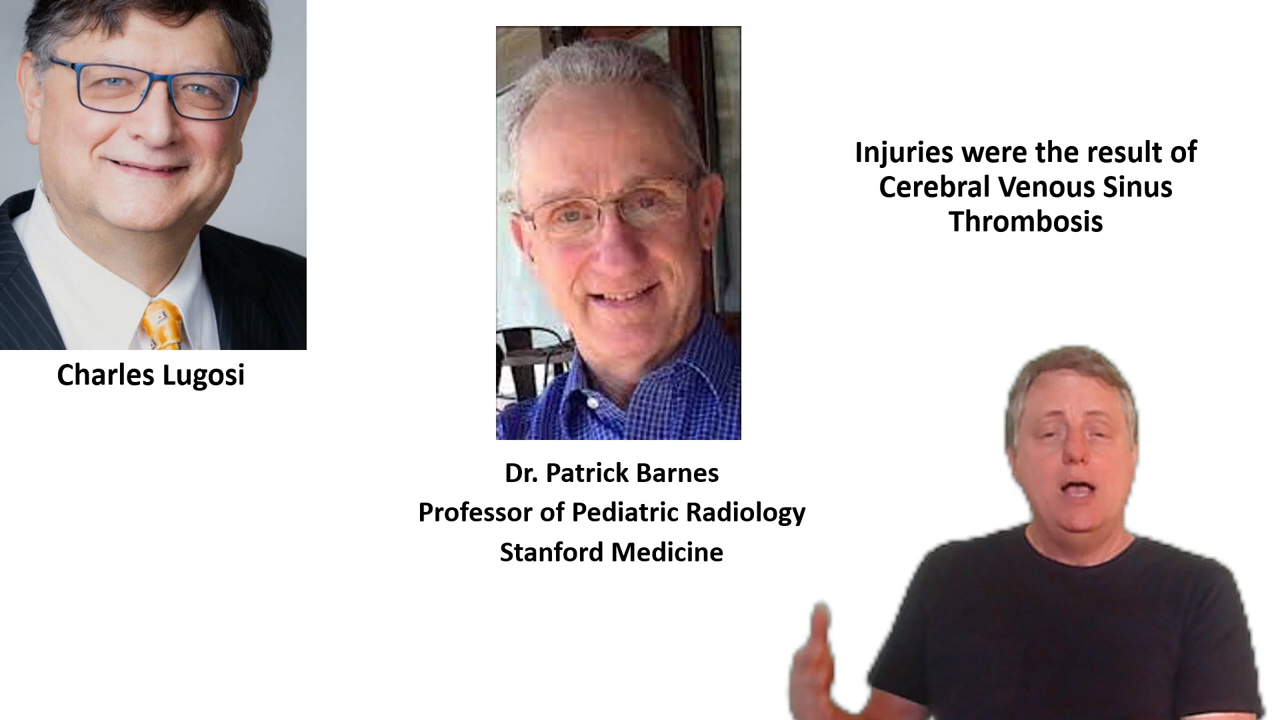 Charles Lugosi
Dr. Patrick Barnes
Professor of Pediatric Radiology
Stanford Medicine
Injuries were the result of
Cerebral Venous Sinus
Thrombosis